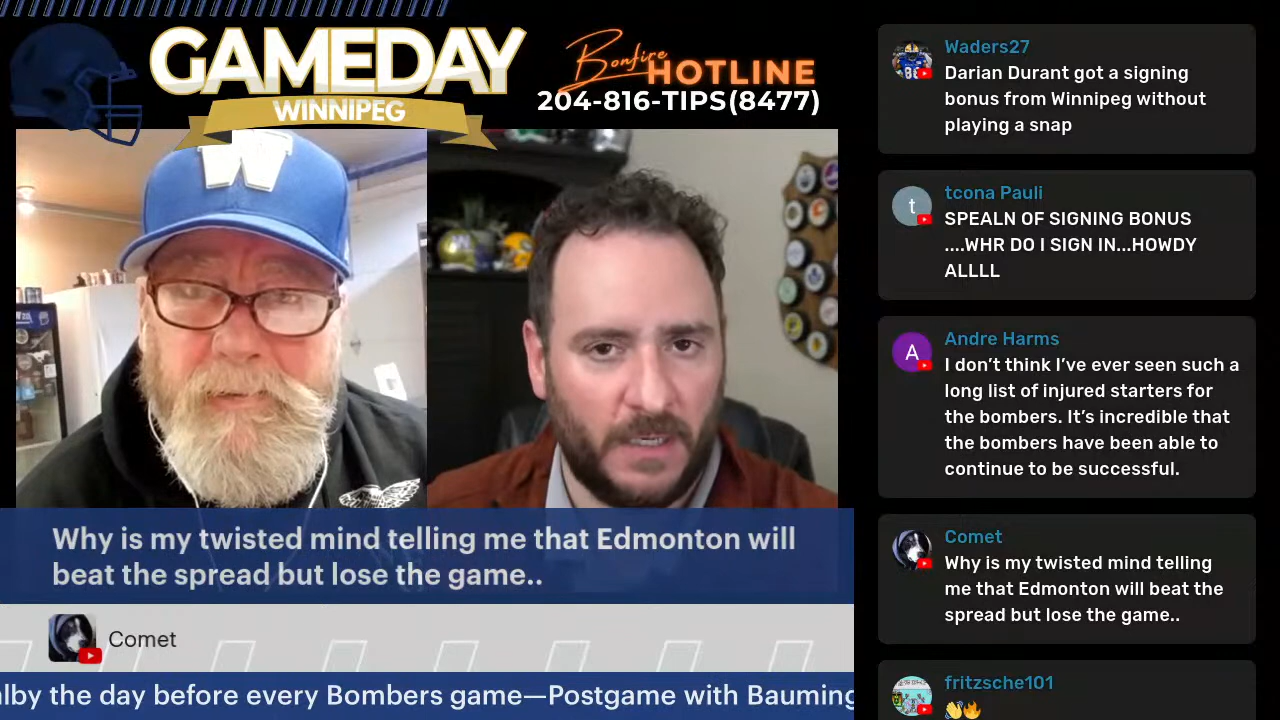 GAMEDAY
WINNIPEG
Bonfire
HOTLINE
204-816-TIPS(8477)
W
Why is my twisted mind telling me that Edmonton will
beat the spread but lose the game..
Comet
the day before every Bombers game—Postgame with
Waders27
Darian Durant got a signing
bonus from Winnipeg without
playing a snap
t
tcona Pauli
SPEALN OF SIGNING BONUS
....WHR DO I SIGN IN...HOWDY
ALLLL
A
Andre Harms
I don’t think I’ve ever seen such a
long list of injured starters for
the bombers. It’s incredible that
the bombers have been able to
continue to be successful.
Comet
Why is my twisted mind telling
me that Edmonton will beat the
spread but lose the game..
fritzsche101
👋🔥